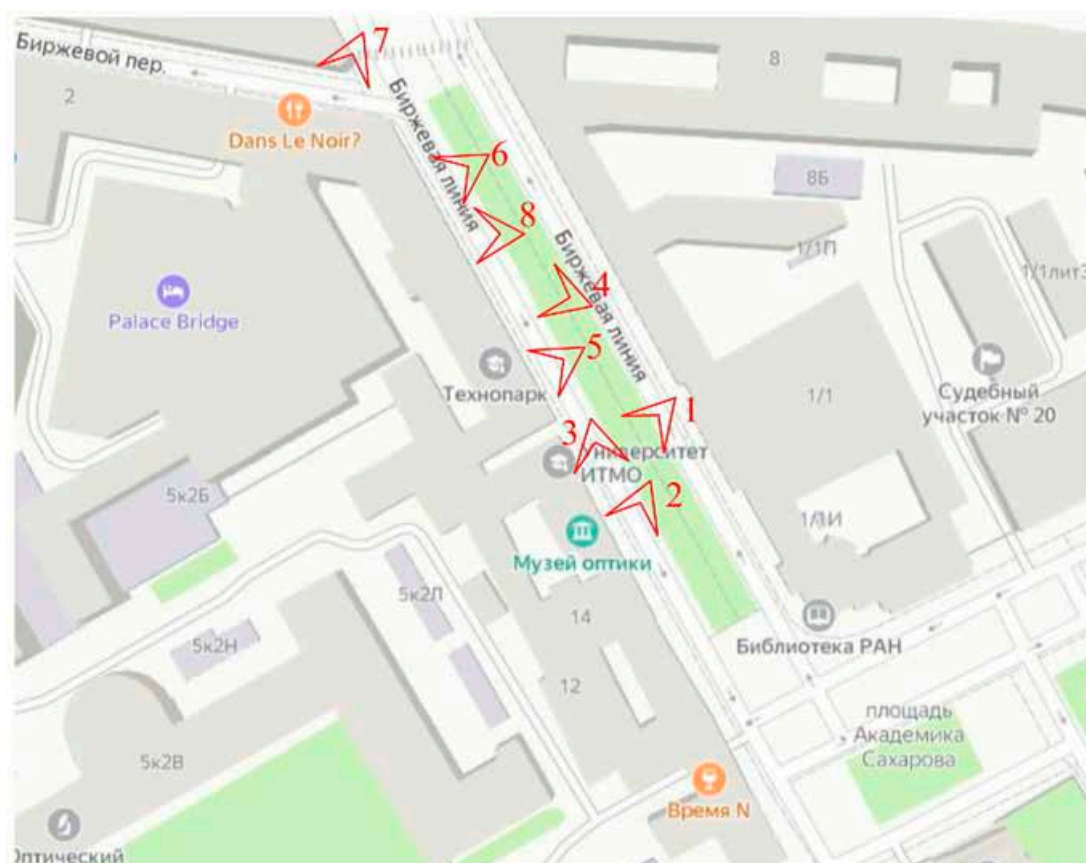 7
Биржевой пер.
8
2
Dans Le Noir?
Биржевая линия
6
8Б
8
Биржевая линия
1/1П
1/1лит3
4
Palace Bridge
5
Технопарк
1/1
Судебный
участок № 20
1
3
Университет
ИТМО
5к2Б
2
1/1И
Музей оптики
5к2Л
14
5к2Н
Библиотека РАН
12
площадь
Академика
Сахарова
5к2В
Время N
Оптический